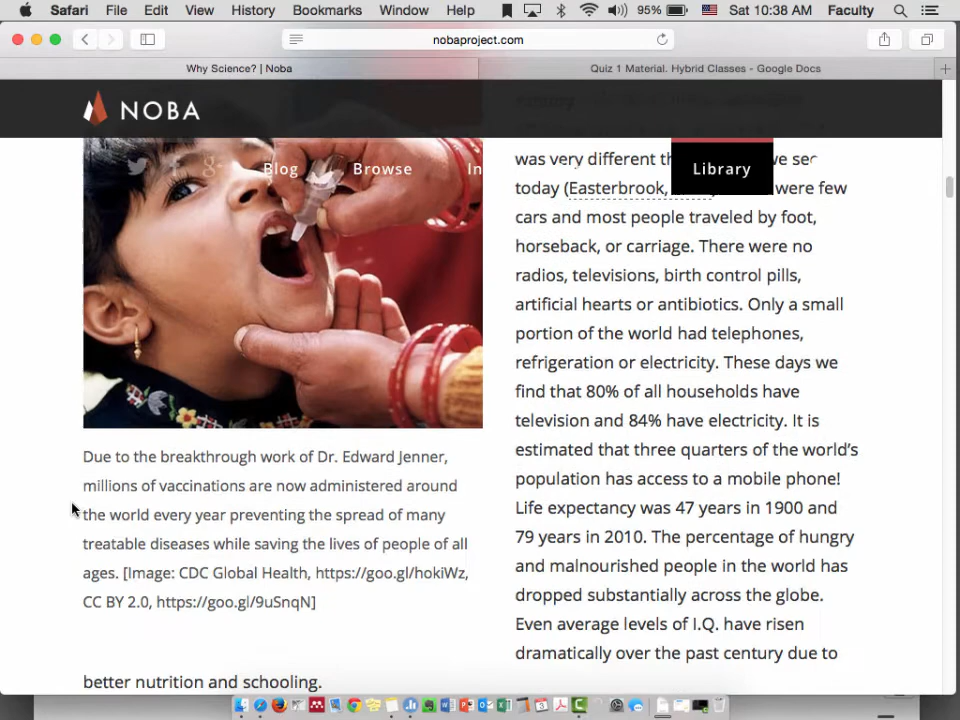 Safari File Edit View History Bookmarks Window Help 95% Sat 10:38 AM Faculty
nobaproject.com
Why Science? | Noba
Quiz 1 Material. Hybrid Classes - Google Docs
NOBA
Blog Browse In Library
was very different
today (Easterbrook, were few
cars and most people traveled by foot,
horseback, or carriage. There were no
radios, televisions, birth control pills,
artificial hearts or antibiotics. Only a small
portion of the world had telephones,
refrigeration or electricity. These days we
find that 80% of all households have
television and 84% have electricity. It is
estimated that three quarters of the world’s
population has access to a mobile phone!
Life expectancy was 47 years in 1900 and
79 years in 2010. The percentage of hungry
and malnourished people in the world has
dropped substantially across the globe.
Even average levels of I.Q. have risen
dramatically over the past century due to
better nutrition and schooling.
Due to the breakthrough work of Dr. Edward Jenner,
millions of vaccinations are now administered around
the world every year preventing the spread of many
treatable diseases while saving the lives of people of all
ages. [Image: CDC Global Health, https://goo.gl/hokiWz,
CC BY 2.0, https://goo.gl/9uSnqN]